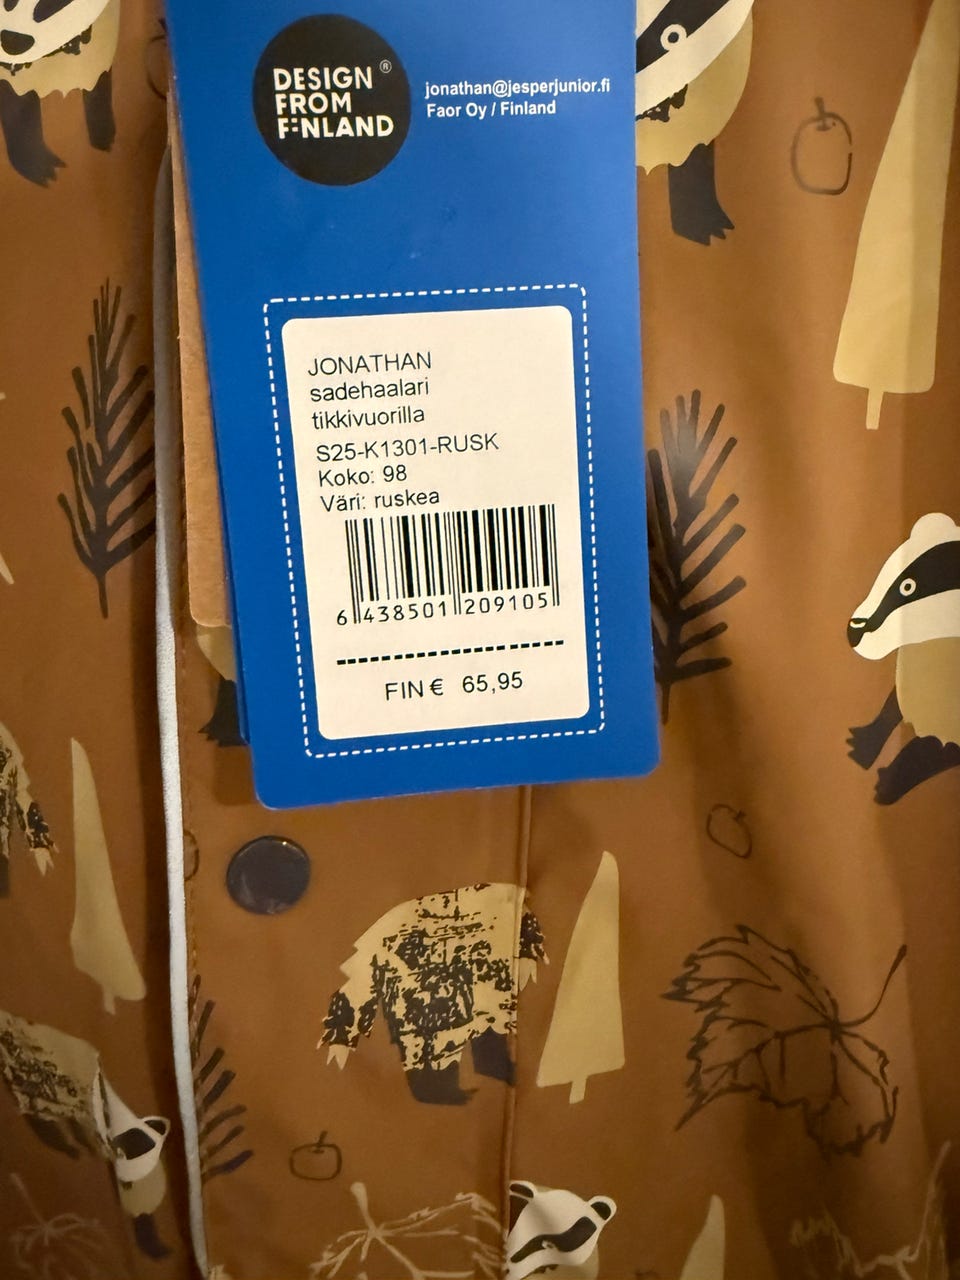 DESIGN ®
FROM
FINLAND
jonathan@jesperjunior.fi
Faor Oy / Finland
JONATHAN
sadehaalari
tikkivuorilla
S25-K1301-RUSK
Koko: 98
Väri: ruskea
6 438501 209105
FIN € 65,95